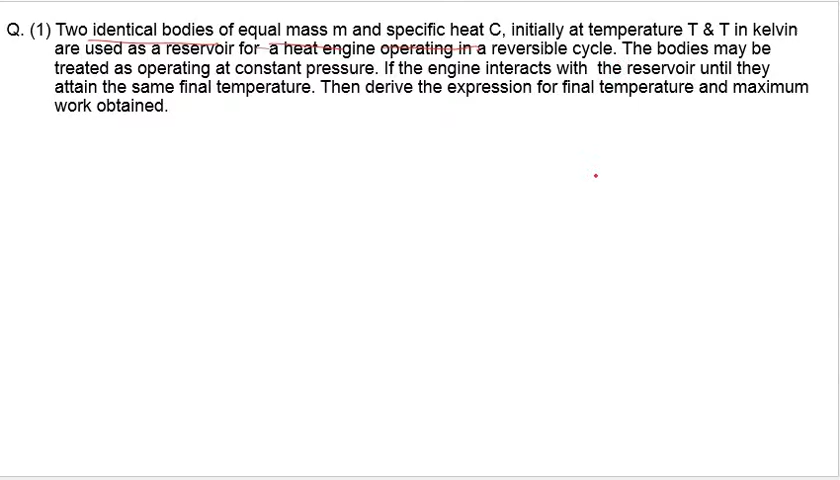 Q. (1) Two identical bodies of equal mass m and specific heat C, initially at temperature T & T in kelvin
are used as a reservoir for a heat engine operating in a reversible cycle. The bodies may be
treated as operating at constant pressure. If the engine interacts with the reservoir until they
attain the same final temperature. Then derive the expression for final temperature and maximum
work obtained.